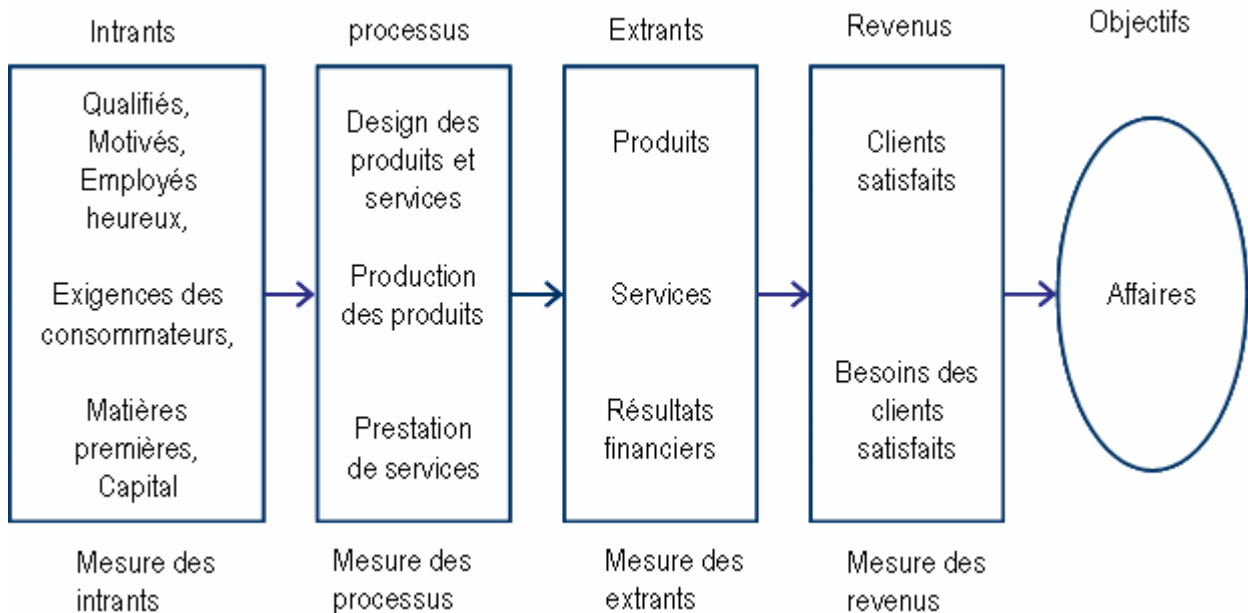 Intrants
Qualifiés,
Motivés,
Employés
heureux,
Exigences des
consommateurs,
Matières
premières,
Capital
Mesure des
intrants
processus
Design des
produits et
services
Production
des produits
Prestation
de services
Mesure des
processus
Extrants
Produits
Services
Résultats
financiers
Mesure des
extrants
Revenus
Clients
satisfaits
Besoins des
clients
satisfaits
Mesure des
revenus
Objectifs
Affaires